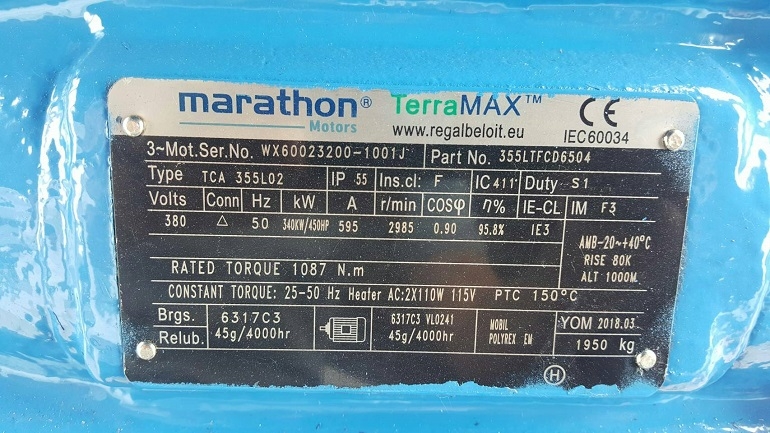 marathon® TerraMAX™ CE
Motors www.regalbeloit.eu IEC60034
3~Mot.Ser.No. WX60023200-1001J Part No. 355LTFCD6504
Type TCA 355L02 IP 55 Ins.cl: F IC 411 Duty S1
Volts Conn Hz kW A r/min COSφ η% IE-CL IM F3
380 △ 50 340KW/450HP 595 2985 0.90 95.8% IE3
AMB-20~+40°C
RISE 80K
RATED TORQUE 1087 N.m
ALT 1000M
CONSTANT TORQUE: 25-50 Hz Heater AC:2X110W 115V PTC 150°C
Brgs. 6317C3 6317C3 VL0241 MOBIL YOM 2018.03
Relub. 45g/4000hr 45g/4000hr POLYREX EM 1950 kg
H